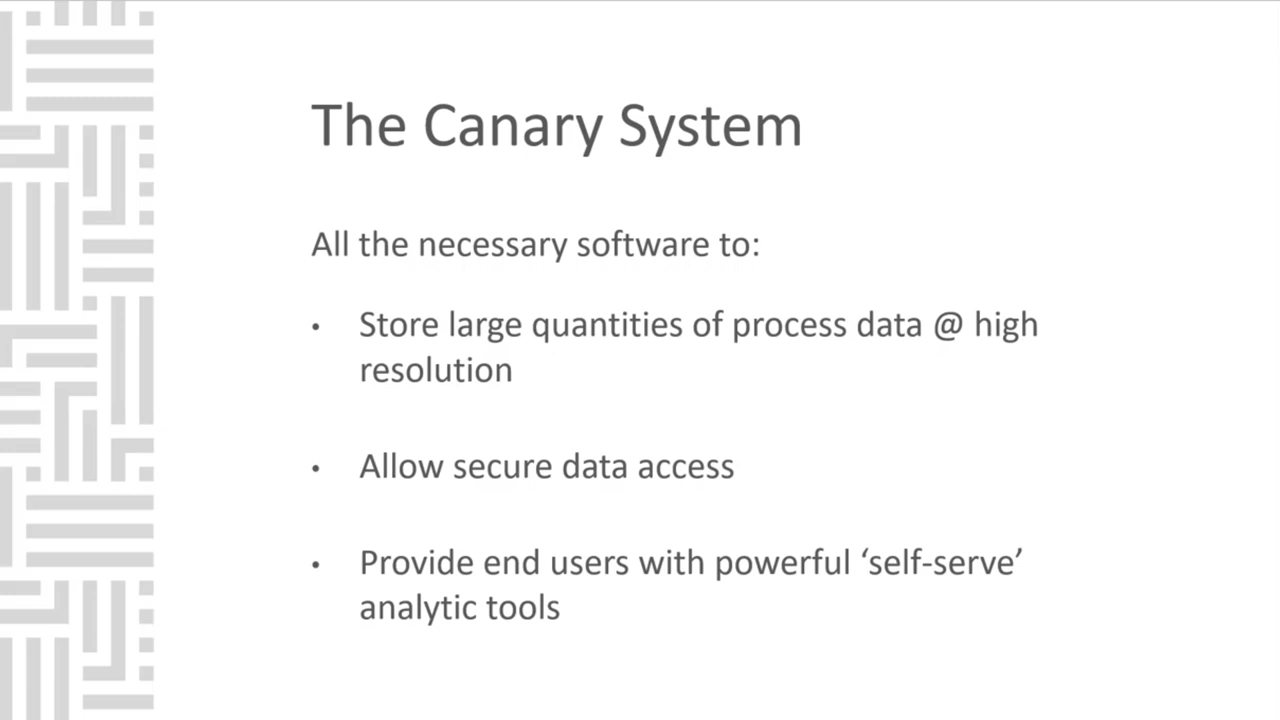 The Canary System
All the necessary software to:
• Store large quantities of process data @ high
resolution
• Allow secure data access
• Provide end users with powerful ‘self-serve’
analytic tools